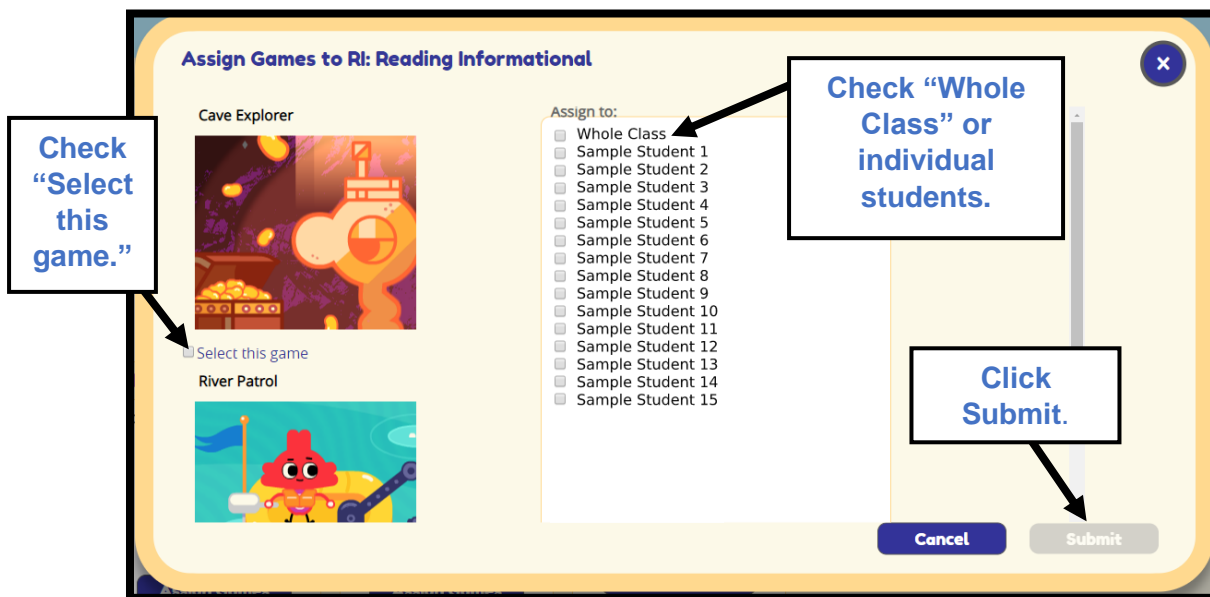 Assign Games to RI: Reading Informational
x
Cave Explorer
Check
“Select
this
game.”
Select this game
River Patrol
Assign to:
Whole Class
Sample Student 1
Sample Student 2
Sample Student 3
Sample Student 4
Sample Student 5
Sample Student 6
Sample Student 7
Sample Student 8
Sample Student 9
Sample Student 10
Sample Student 11
Sample Student 12
Sample Student 13
Sample Student 14
Sample Student 15
Check “Whole
Class” or
individual
students.
Click
Submit.
Cancel
Submit